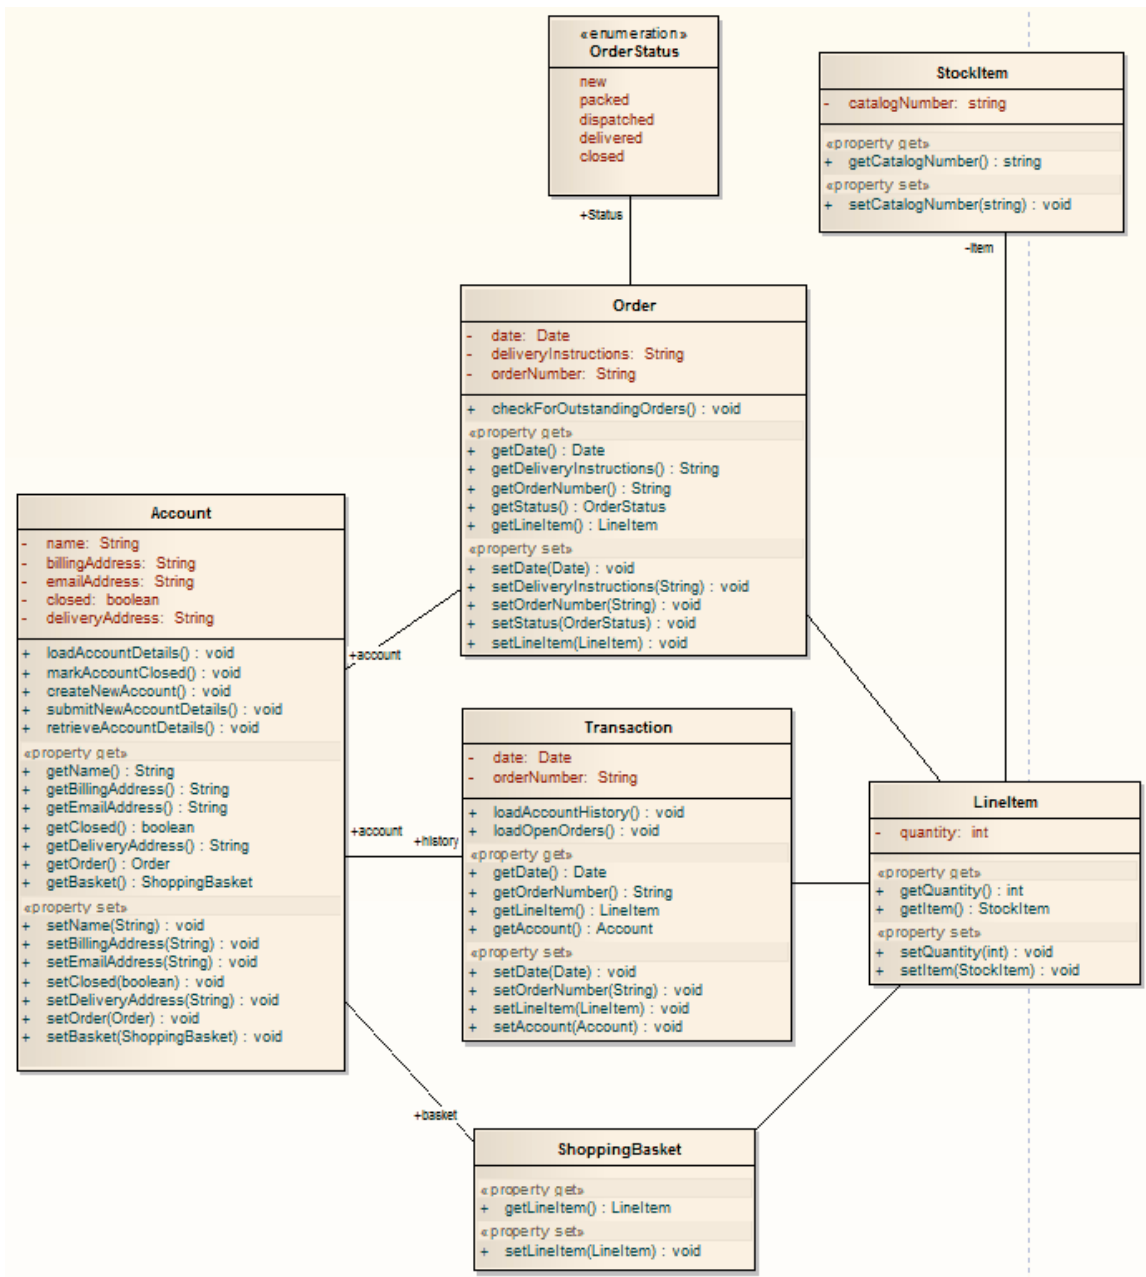 «enumeration»
OrderStatus
new
packed
dispatched
delivered
closed
+Status
StockItem
- catalogNumber: string
«property get»
+ getCatalogNumber() : string
«property set»
+ setCatalogNumber(string) : void
-Item
Order
- date: Date
- deliveryInstructions: String
- orderNumber: String
+ checkForOutstandingOrders() : void
«property get»
+ getDate() : Date
+ getDeliveryInstructions() : String
+ getOrderNumber() : String
+ getStatus() : OrderStatus
+ getLineItem() : LineItem
«property set»
+ setDate(Date) : void
+ setDeliveryInstructions(String) : void
+ setOrderNumber(String) : void
+ setStatus(OrderStatus) : void
+ setLineItem(LineItem) : void
Account
- name: String
- billingAddress: String
- emailAddress: String
- closed: boolean
- deliveryAddress: String
+ loadAccountDetails() : void
+ markAccountClosed() : void
+ createNewAccount() : void
+ submitNewAccountDetails() : void
+ retrieveAccountDetails() : void
«property get»
+ getName() : String
+ getBillingAddress() : String
+ getEmailAddress() : String
+ getClosed() : boolean
+ getDeliveryAddress() : String
+ getOrder() : Order
+ getBasket() : ShoppingBasket
«property set»
+ setName(String) : void
+ setBillingAddress(String) : void
+ setEmailAddress(String) : void
+ setClosed(boolean) : void
+ setDeliveryAddress(String) : void
+ setOrder(Order) : void
+ setBasket(ShoppingBasket) : void
+account
+account
+history
+basket
Transaction
- date: Date
- orderNumber: String
+ loadAccountHistory() : void
+ loadOpenOrders() : void
«property get»
+ getDate() : Date
+ getOrderNumber() : String
+ getLineItem() : LineItem
+ getAccount() : Account
«property set»
+ setDate(Date) : void
+ setOrderNumber(String) : void
+ setLineItem(LineItem) : void
+ setAccount(Account) : void
LineItem
- quantity: int
«property get»
+ getQuantity() : int
+ getItem() : StockItem
«property set»
+ setQuantity(int) : void
+ setItem(StockItem) : void
ShoppingBasket
«property get»
+ getLineItem() : LineItem
«property set»
+ setLineItem(LineItem) : void